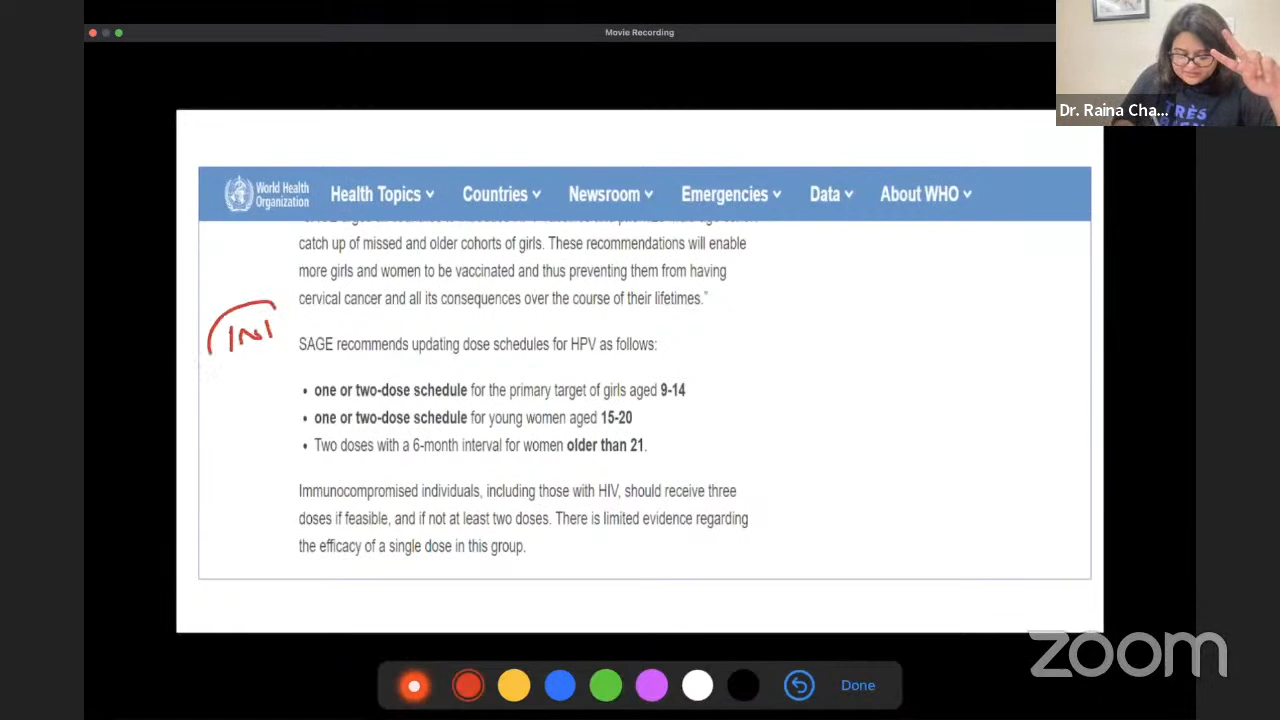 Movie Recording
Dr. Raina Cha...
TRÈS
World Health
Organization
Health Topics
Countries
Newsroom
Emergencies
Data
About WHO
catch up of missed and older cohorts of girls. These recommendations will enable
more girls and women to be vaccinated and thus preventing them from having
cervical cancer and all its consequences over the course of their lifetimes.”
INI
SAGE recommends updating dose schedules for HPV as follows:
• one or two-dose schedule for the primary target of girls aged 9-14
• one or two-dose schedule for young women aged 15-20
• Two doses with a 6-month interval for women older than 21.
Immunocompromised individuals, including those with HIV, should receive three
doses if feasible, and if not at least two doses. There is limited evidence regarding
the efficacy of a single dose in this group.
zoom
Done